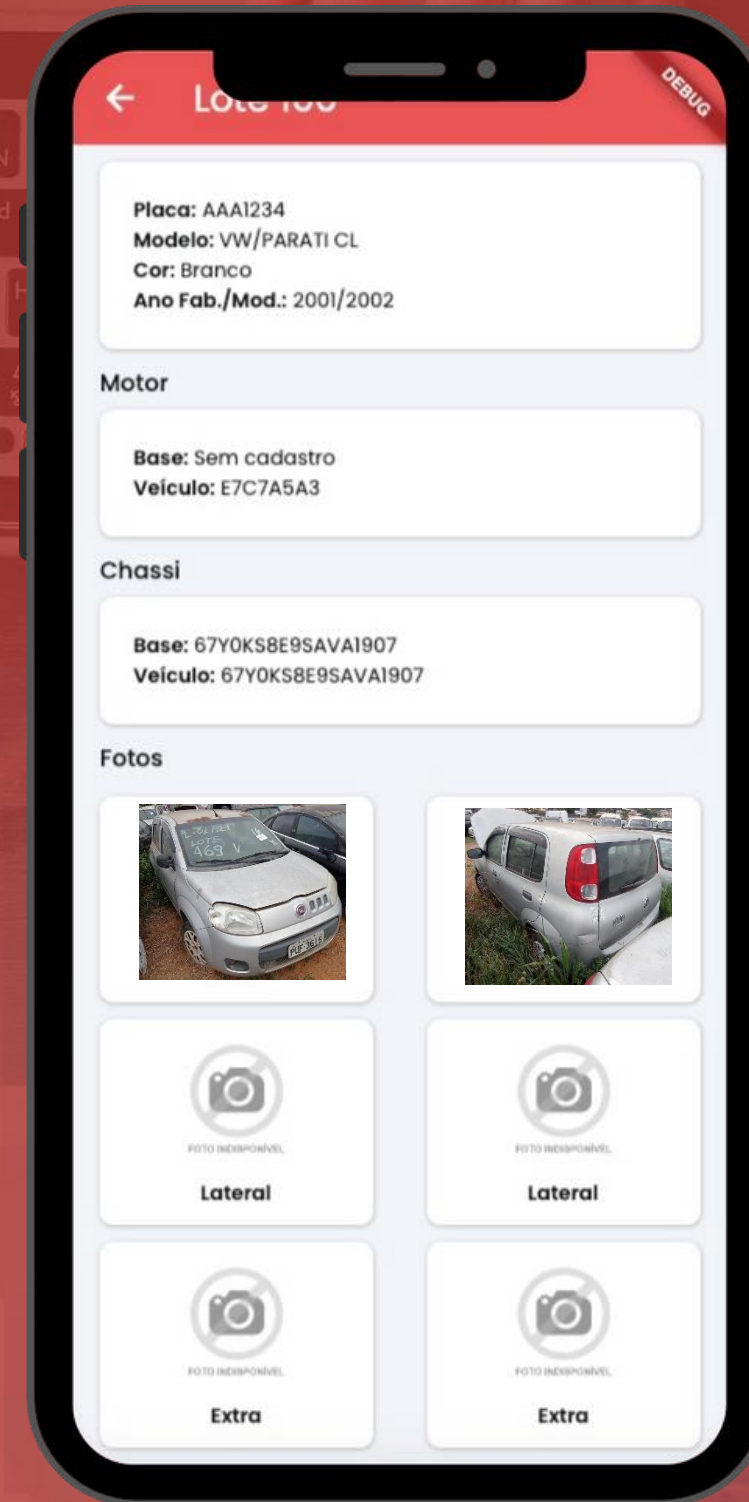 Lote 100
DEBUG
Placa: AAA1234
Modelo: VW/PARATI CL
Cor: Branco
Ano Fab./Mod.: 2001/2002
Motor
Base: Sem cadastro
Veículo: E7C7A5A3
Chassi
Base: 67Y0KS8E9SAVA1907
Veículo: 67Y0KS8E9SAVA1907
Fotos
LOTE
469 V
FOTO INDISPONÍVEL
FOTO INDISPONÍVEL
Lateral
Lateral
FOTO INDISPONÍVEL
FOTO INDISPONÍVEL
Extra
Extra